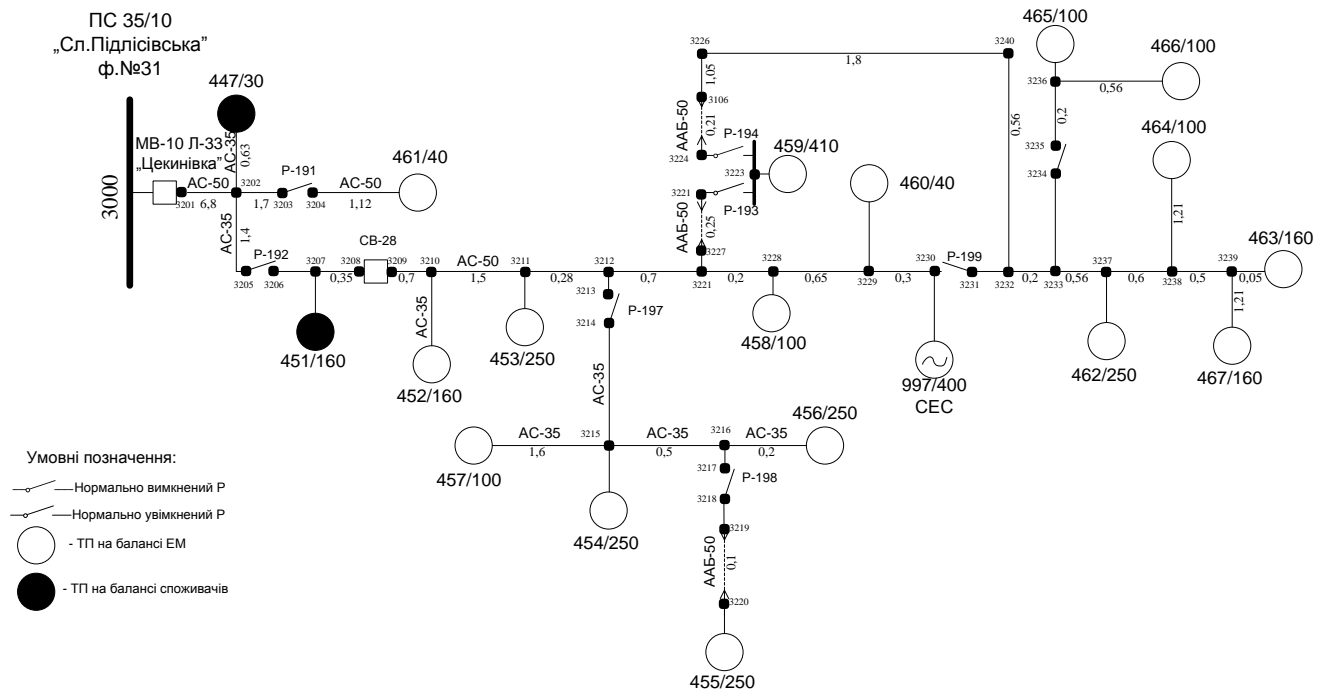 ПС 35/10
„Сл.Підлісівська”
ф.№31
3000
МВ-10 Л-33
„Цекинівка”
447/30
АС-35
0,63
АС-50
3201
6,8
3202
Р-191
1,7
3203
3204
АС-50
1,12
461/40
АС-35
1,4
Р-192
3205
3206
3207
0,35
3208
СВ-28
3209
0,7
3210
АС-50
1,5
3211
0,28
3212
0,7
3221
0,2
3228
0,65
3229
0,3
3230
Р-199
3231
3232
0,2
3233
0,56
3237
0,6
3238
0,5
3239
0,05
463/160
451/160
АС-35
452/160
453/250
3213
3214
Р-197
АС-35
3215
АС-35
1,6
457/100
454/250
АС-35
0,5
3216
АС-35
0,2
456/250
3217
Р-198
3218
3219
ААБ-50
0,1
3220
455/250
3226
1,8
3240
1,05
3106
ААБ-50
0,21
3224
Р-194
459/410
3223
3221
Р-193
ААБ-50
0,25
3227
460/40
458/100
997/400
СЕС
0,56
465/100
466/100
3236
0,56
0,2
3235
3234
464/100
1,21
462/250
1,21
467/160
Умовні позначення:
Нормально вимкнений Р
Нормально увімкнений Р
- ТП на балансі ЕМ
- ТП на балансі споживачів